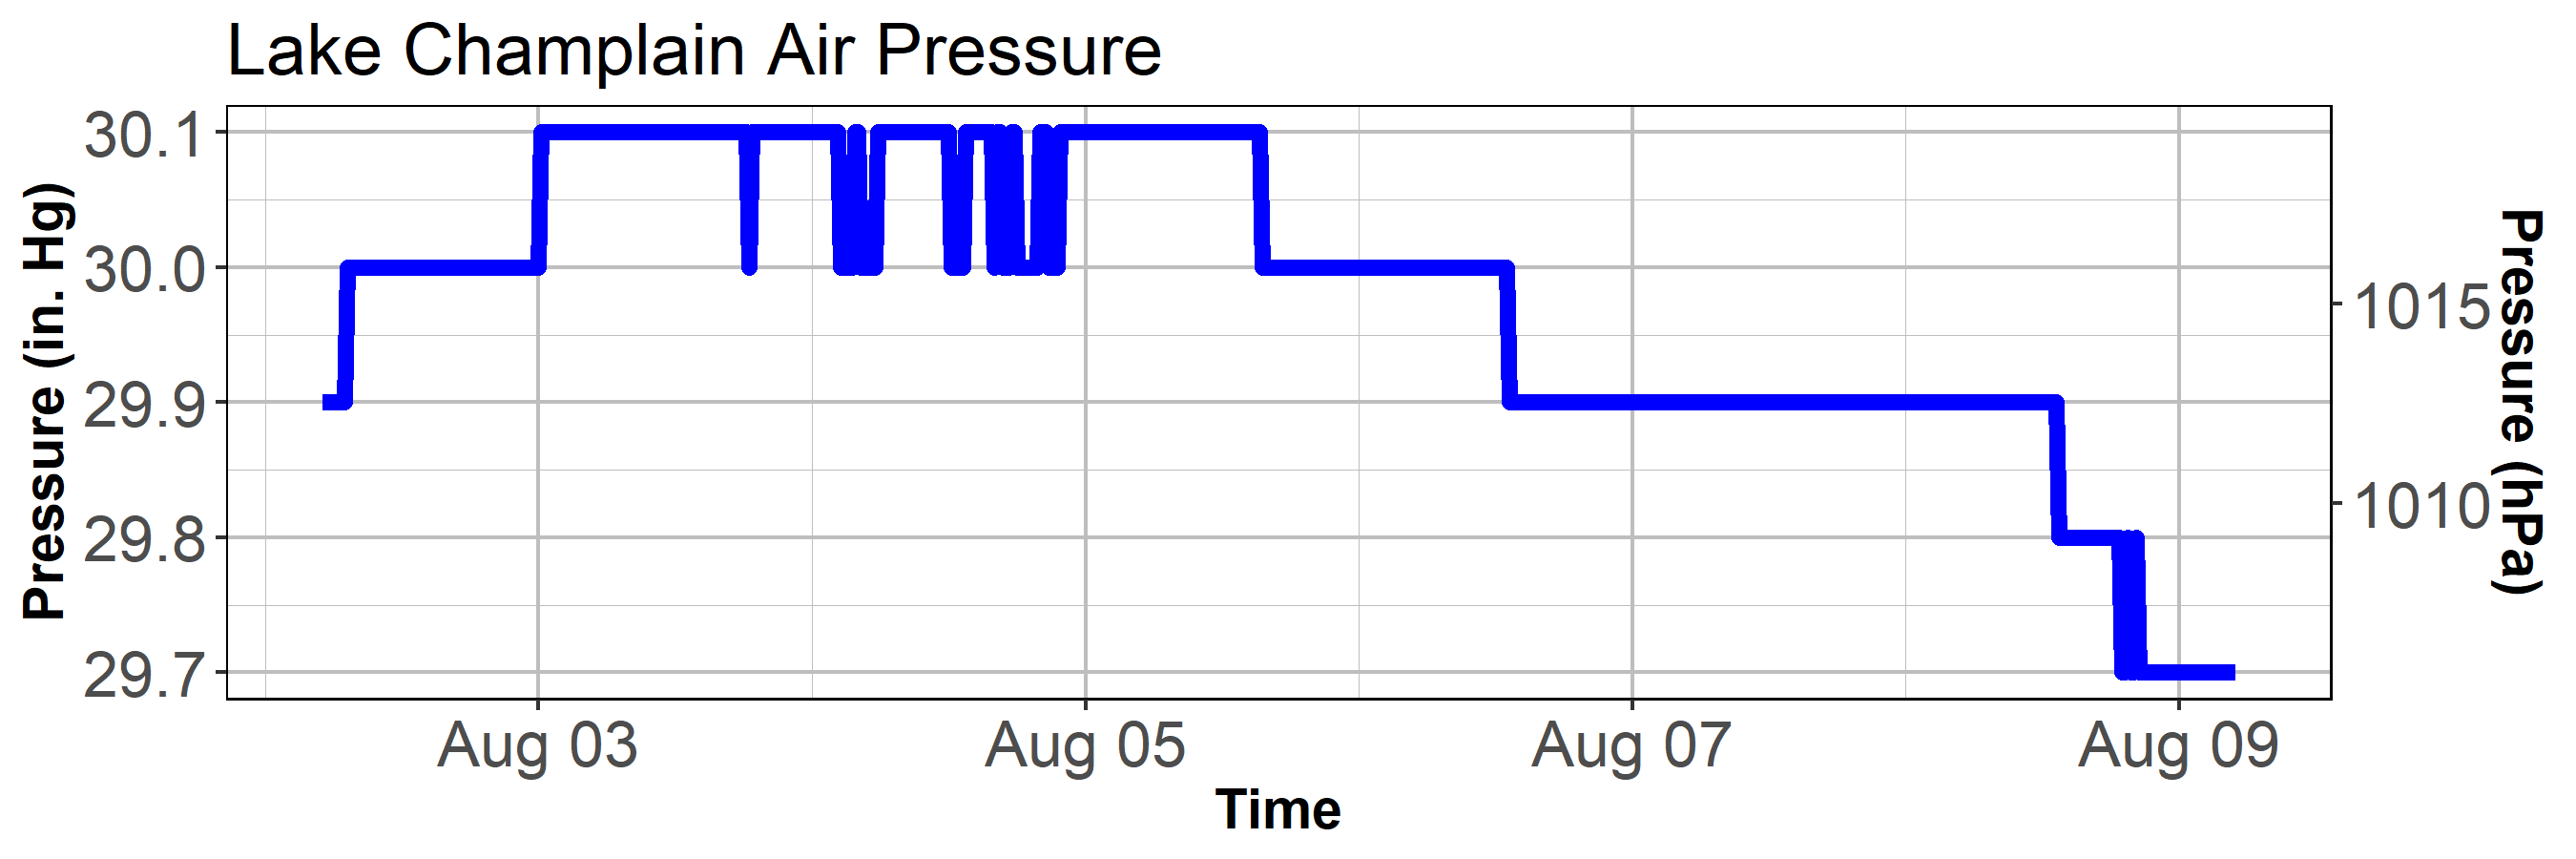 Lake Champlain Air Pressure
Pressure (in. Hg)
30.1
30.0
29.9
29.8
29.7
1015
1010
Pressure (hPa)
Aug 03 Aug 05 Aug 07 Aug 09
Time